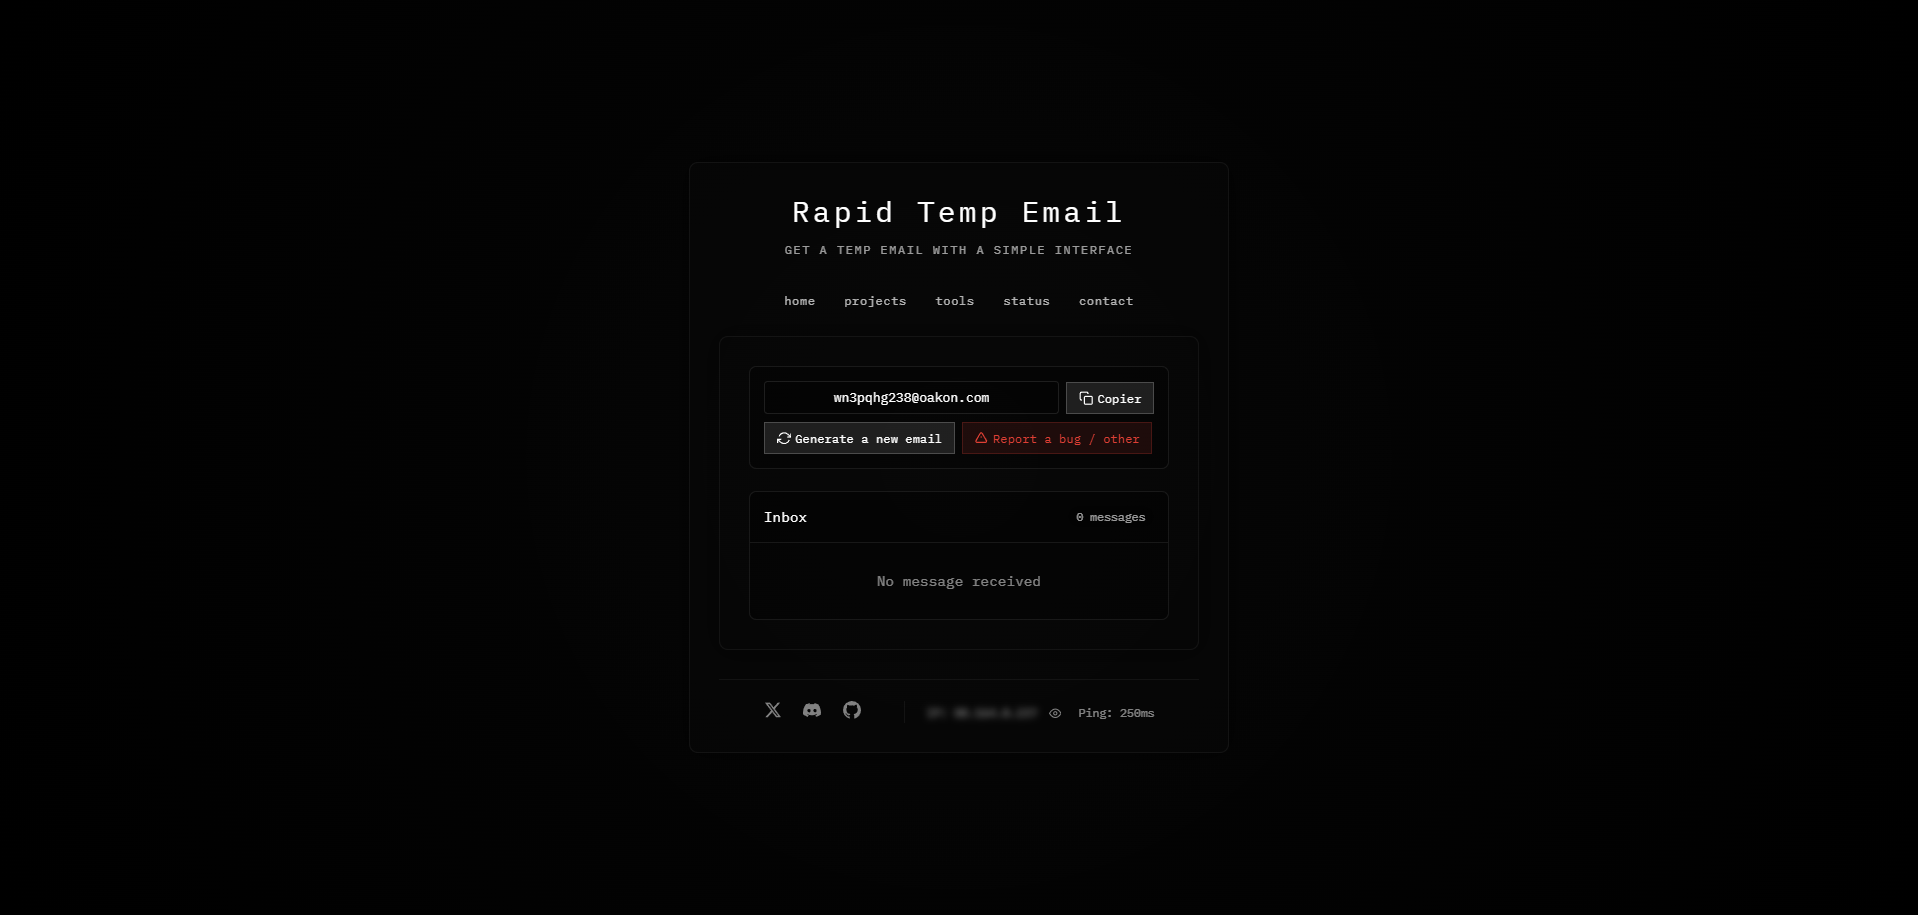 Rapid Temp Email
GET A TEMP EMAIL WITH A SIMPLE INTERFACE
home projects tools status contact
wn3pqhg238@oakon.com Copier
Generate a new email Report a bug / other
Inbox 0 messages
No message received
Ping: 250ms